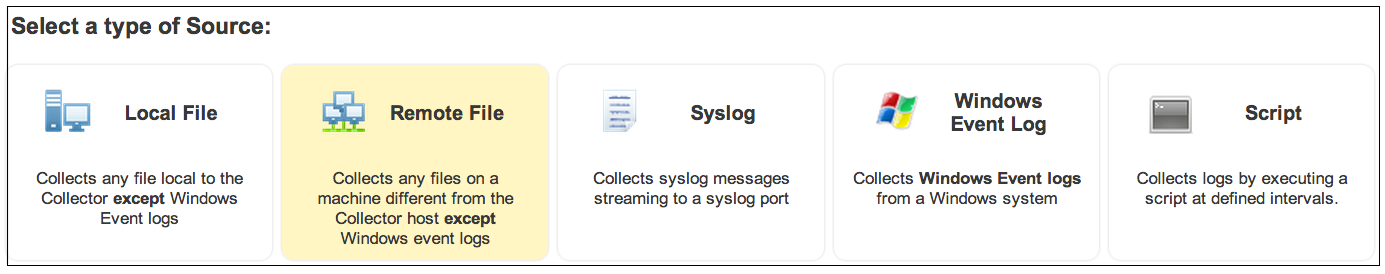 Select a type of Source:
Local File
Collects any file local to the
Collector except Windows
Event logs
Remote File
Collects any files on a
machine different from the
Collector host except
Windows event logs
Syslog
Collects syslog messages
streaming to a syslog port
Windows
Event Log
Collects Windows Event logs
from a Windows system
Script
Collects logs by executing a
script at defined intervals.